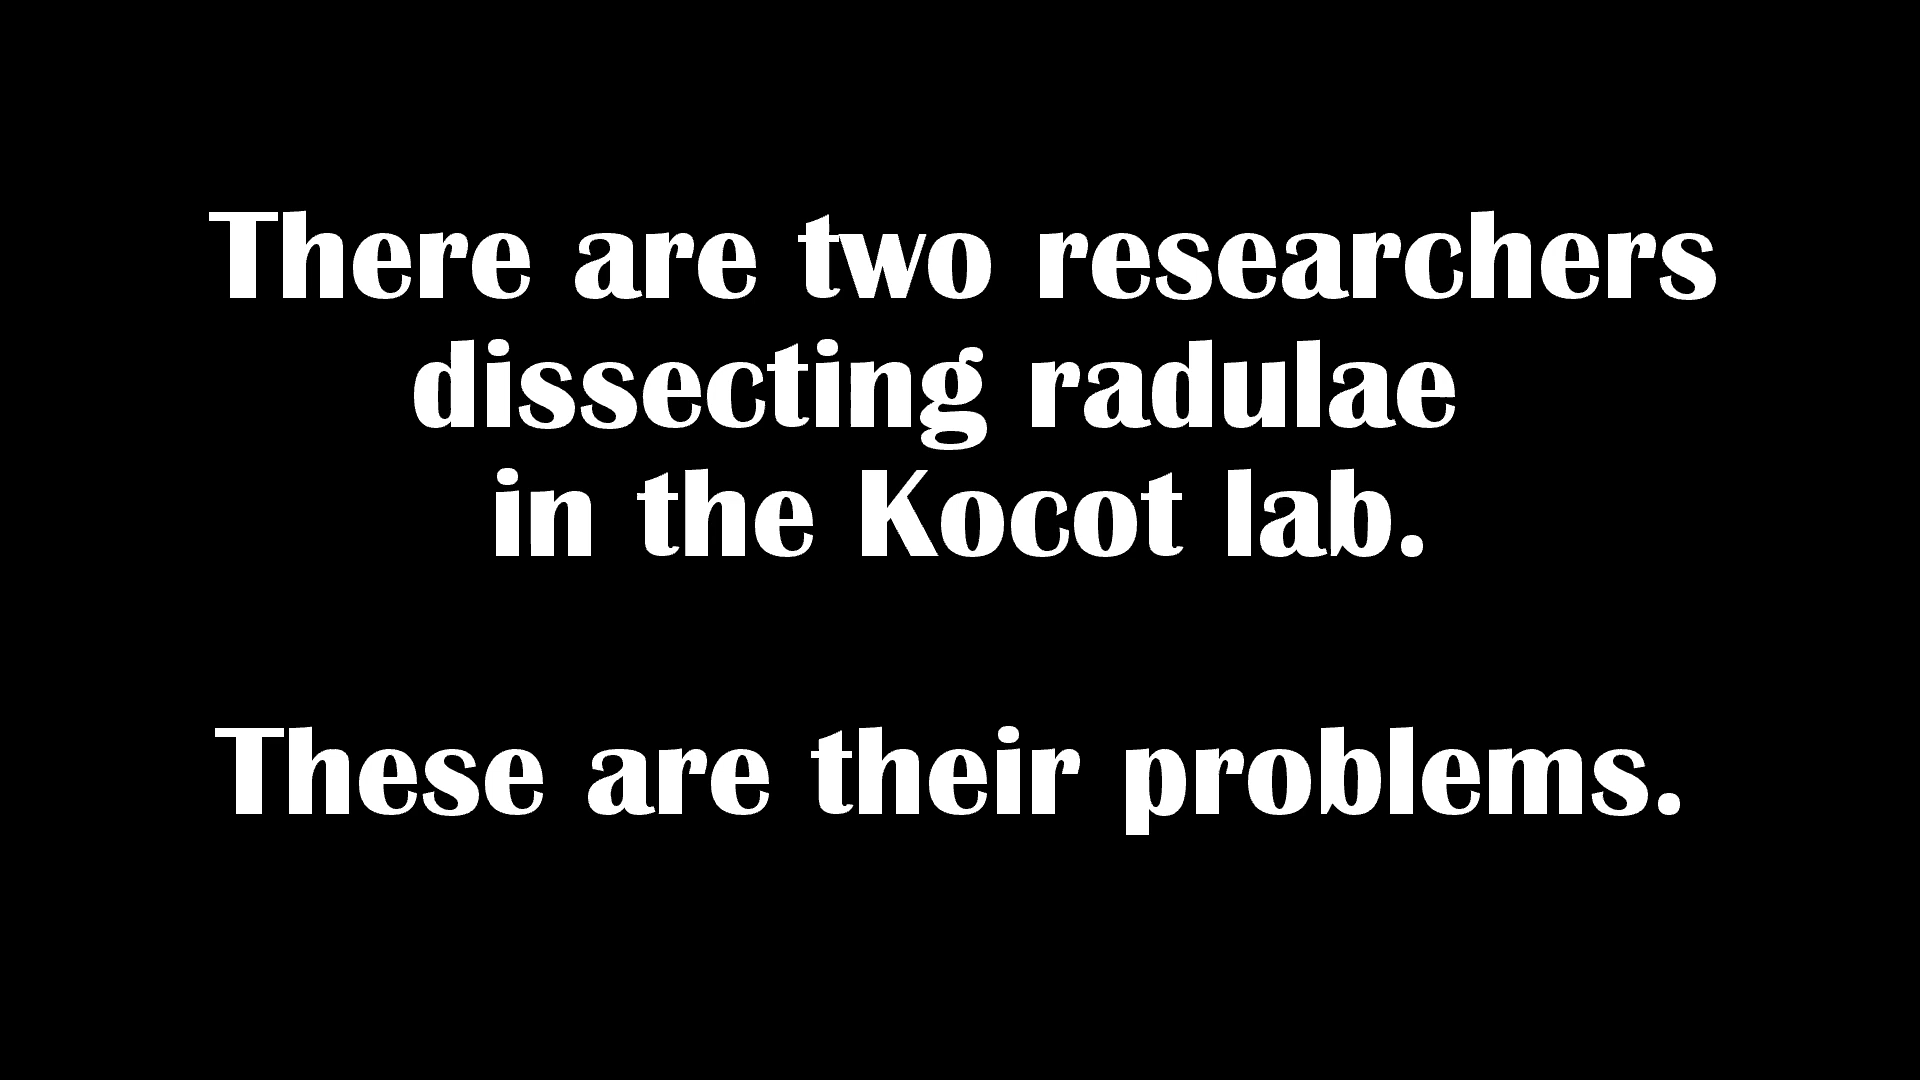 There are two researchers
dissecting radulae
in the Kocot lab.
These are their problems.